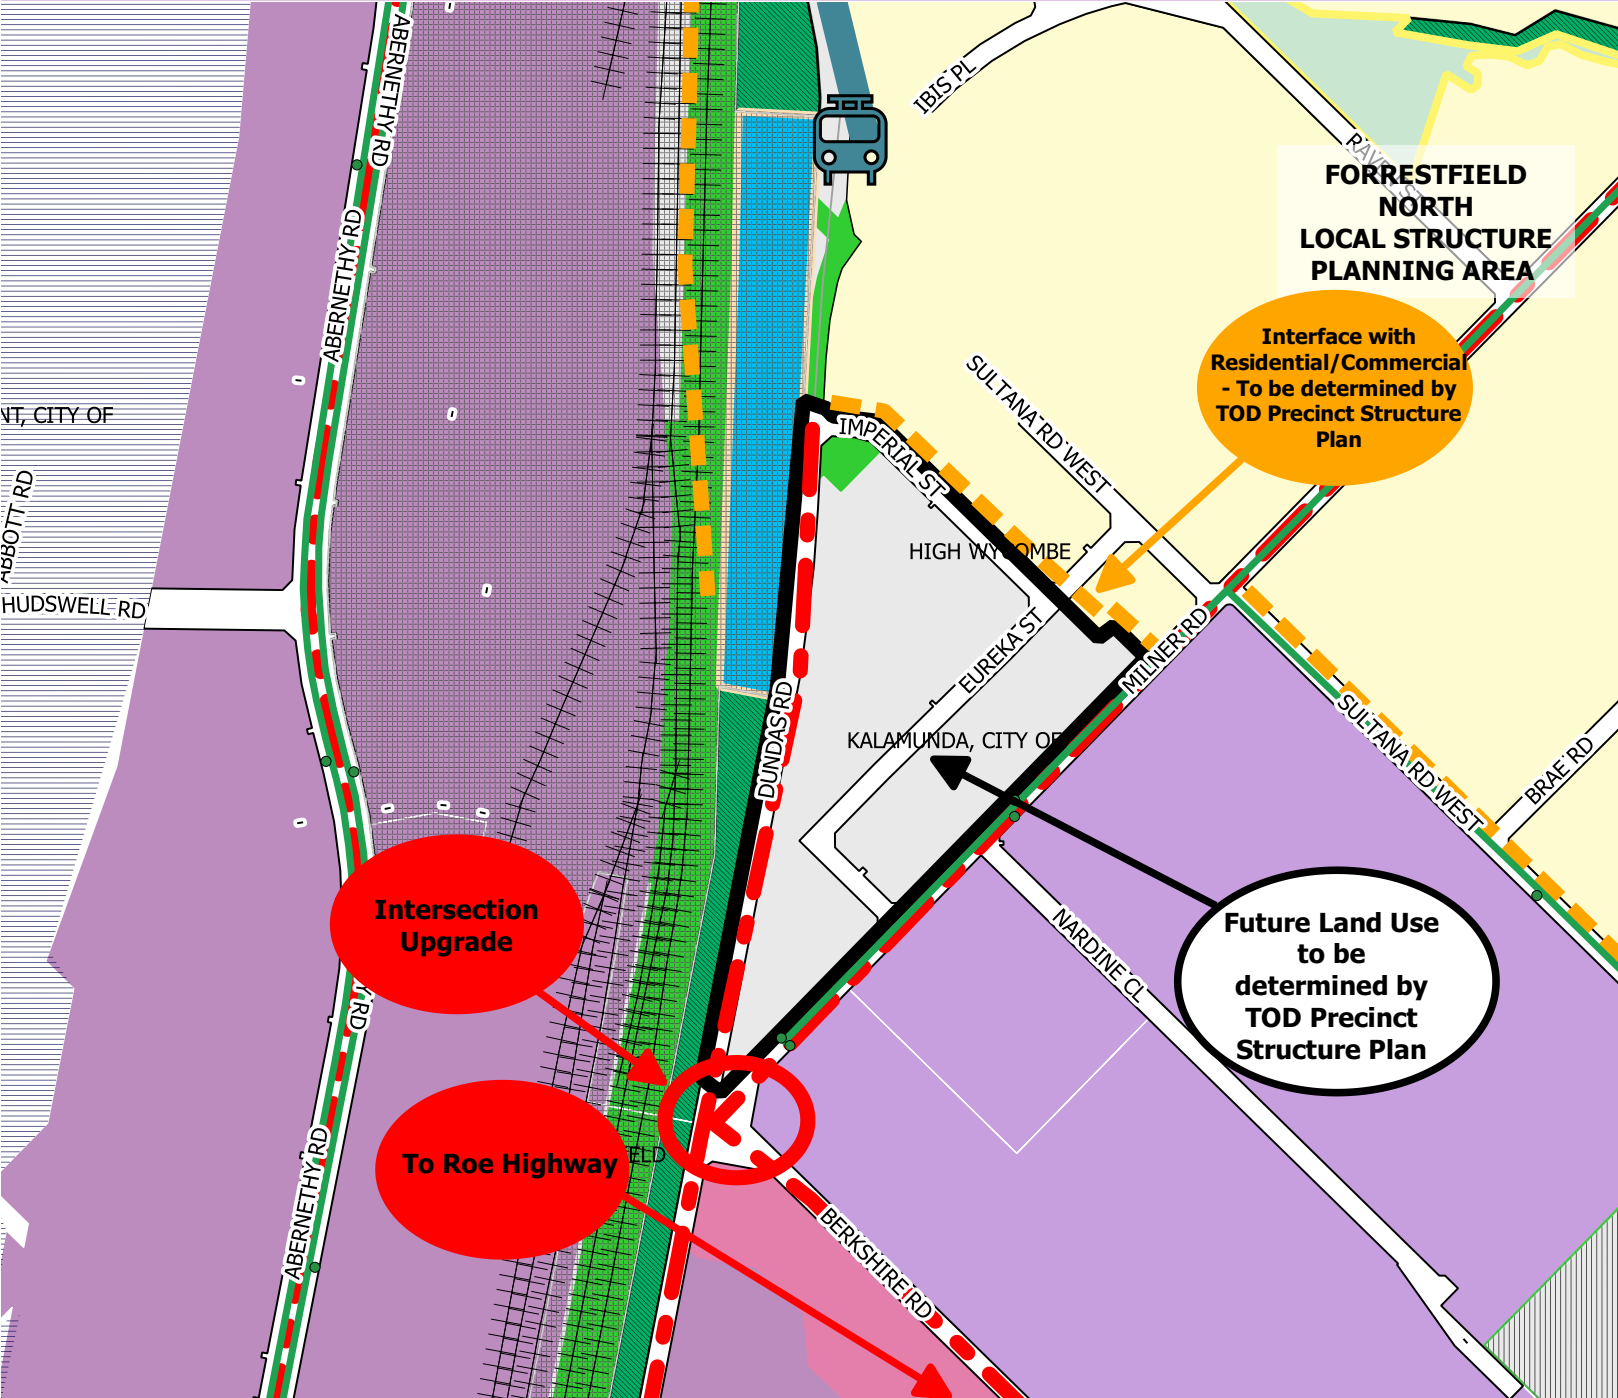 ABERNETHY RD
IBIS PL
FORRESTFIELD
NORTH
LOCAL STRUCTURE
PLANNING AREA
ABERNETHY RD
Interface with
Residential/Commercial
- To be determined by
TOD Precinct Structure
Plan
SULTANA RD WEST
NT, CITY OF
IMPERIAL ST
ABBOTT RD
HIGH WYCOMBE
HUDSWELL RD
EUREKA ST
MILNER RD
DUNDAS RD
KALAMUNDA, CITY OF
SULTANA RD WEST
BRAE RD
Intersection
Upgrade
Future Land Use
to be
determined by
TOD Precinct
Structure Plan
NARDINE CL
Y RD
To Roe Highway
ELD
ABERNETHY RD
BERKSHIRE RD